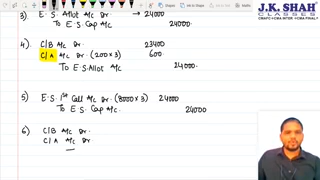 J.K. SHAH
CLASSES
3) E. S. Allot A/c Dr → 24000
To E. S. Cap A/c 24000.
4) C/B A/c Dr. 23400
C/A A/c Dr. (200 x 3) 600
To E.S. Allot A/c 24000.
5) E. S. 1st Call A/c Dr (8000 x 3) 24000
To E. S. Cap A/c. 24000
6) C/B A/c Dr.
C/A A/c Dr